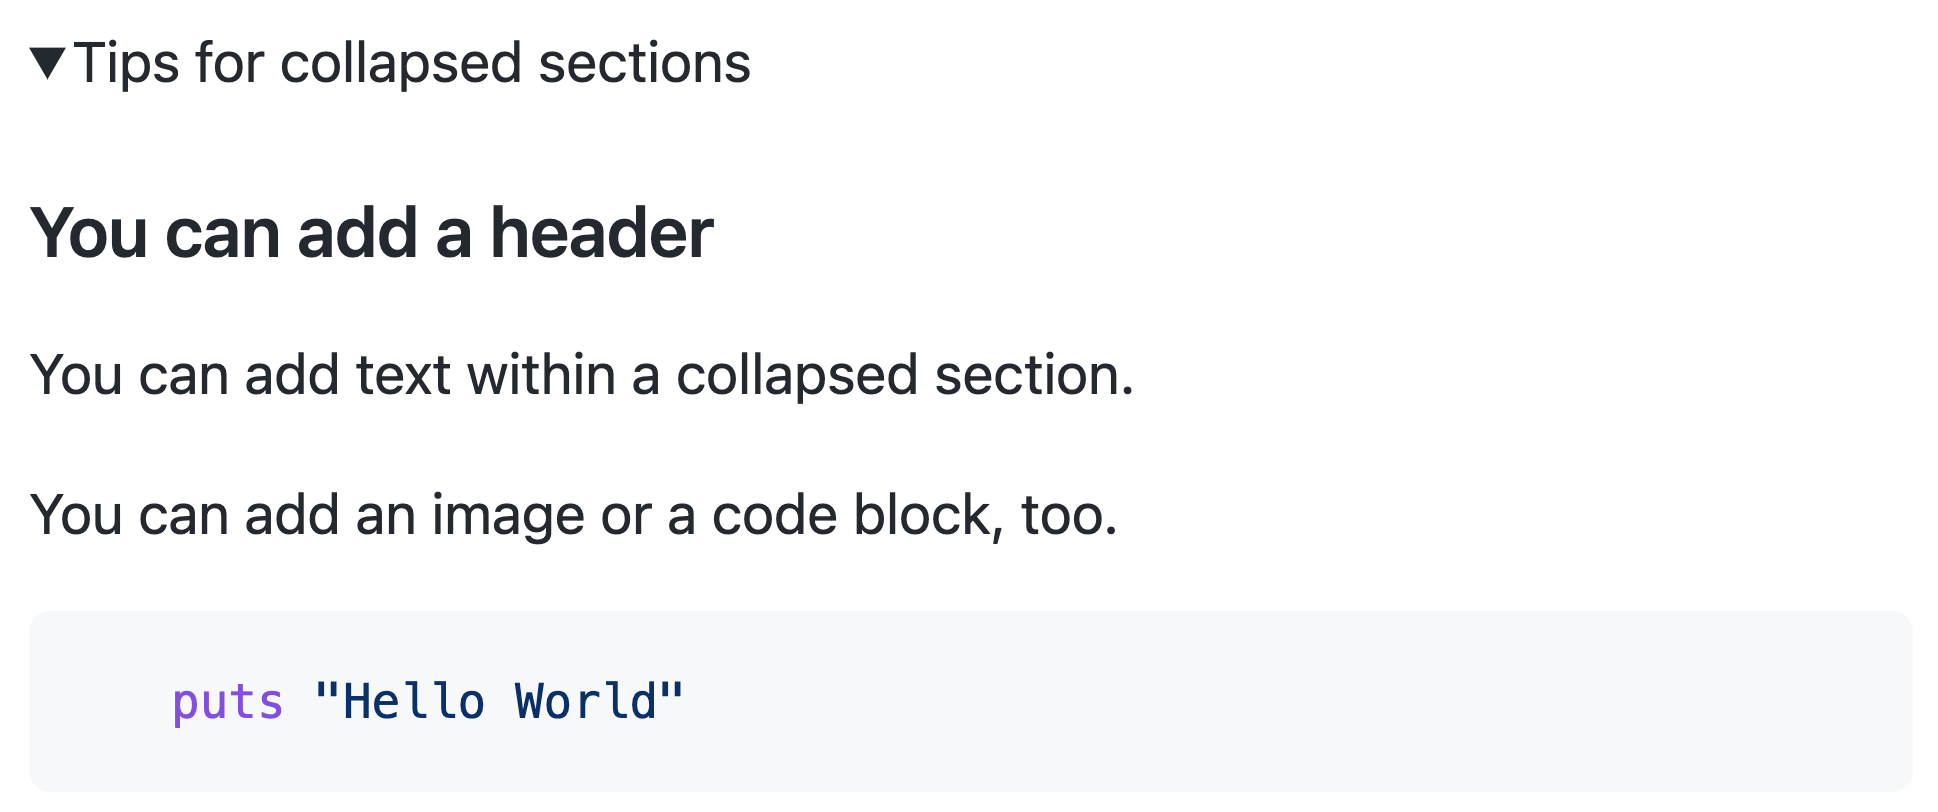 ▼Tips for collapsed sections
You can add a header
You can add text within a collapsed section.
You can add an image or a code block, too.
puts "Hello World"